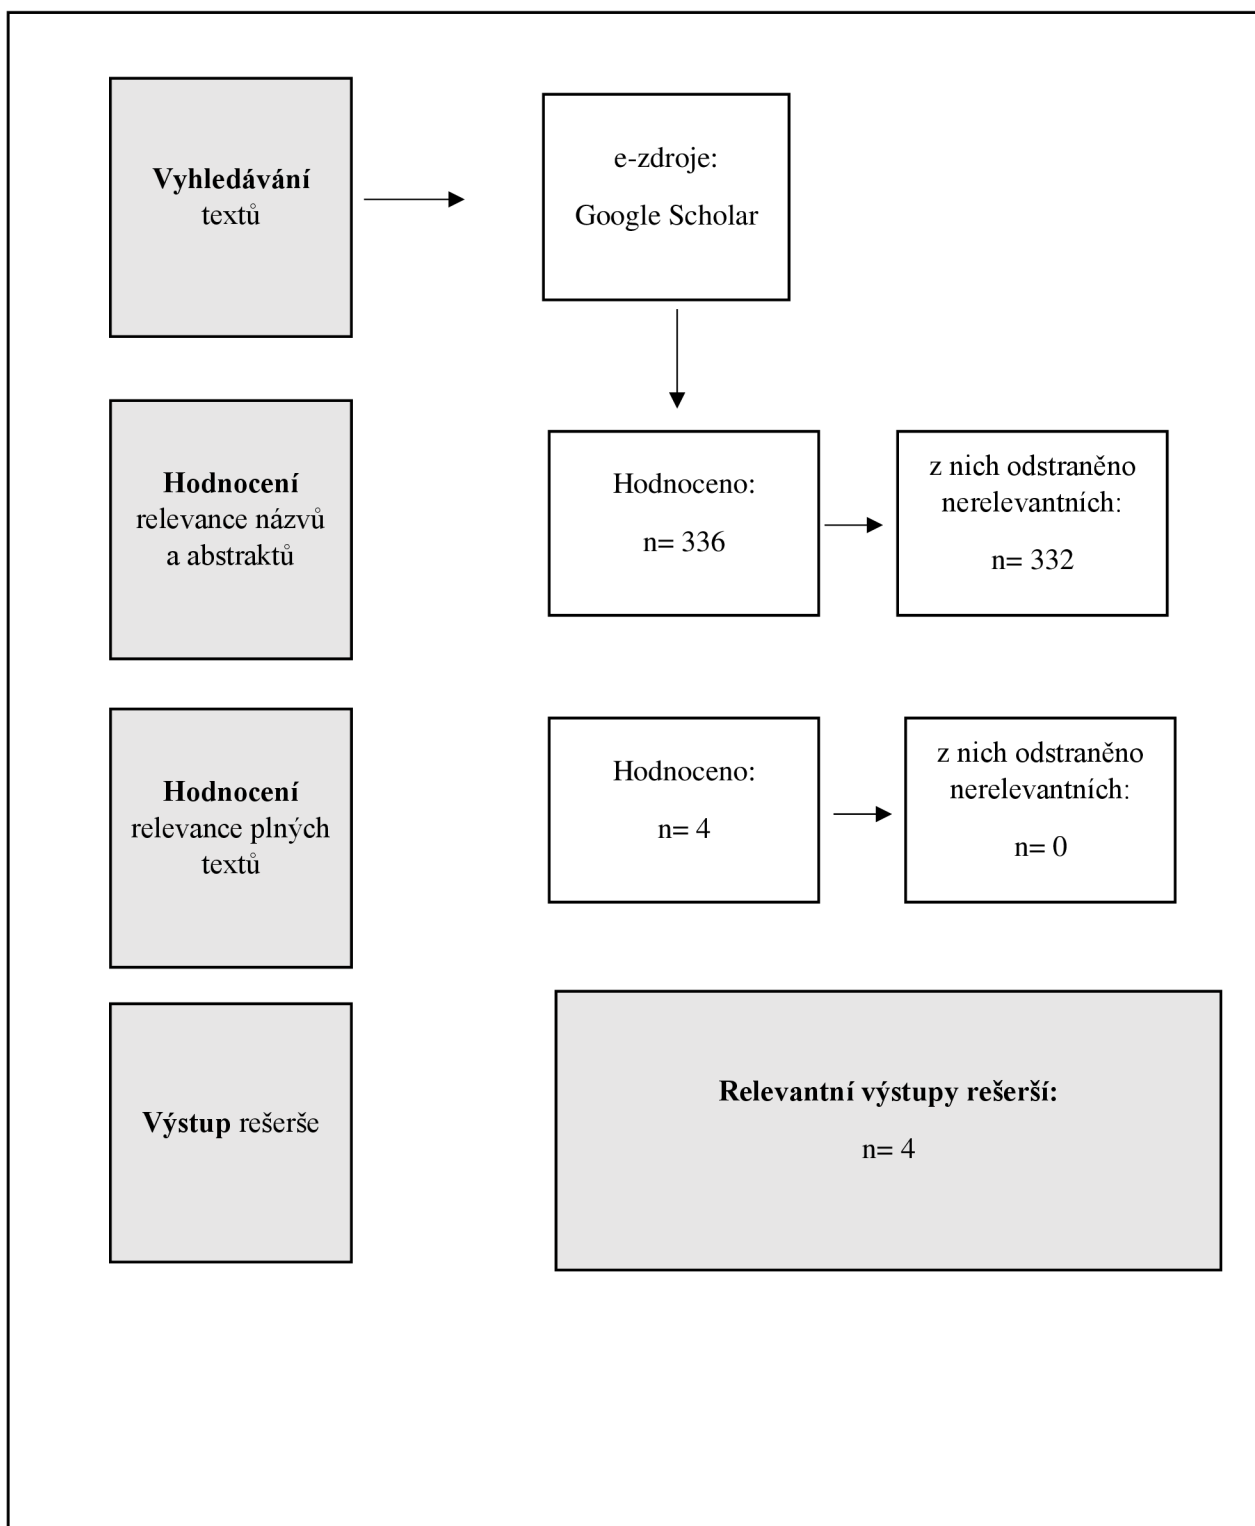 Vyhledávání
textů
e-zdroje:
Google Scholar
Hodnocení
relevance názvů
a abstraktů
Hodnoceno:
n= 336
z nich odstraněno
nerelevantních:
n= 332
Hodnocení
relevance plných
textů
Hodnoceno:
n= 4
z nich odstraněno
nerelevantních:
n= 0
Výstup rešerše
Relevantní výstupy rešerší:
n= 4